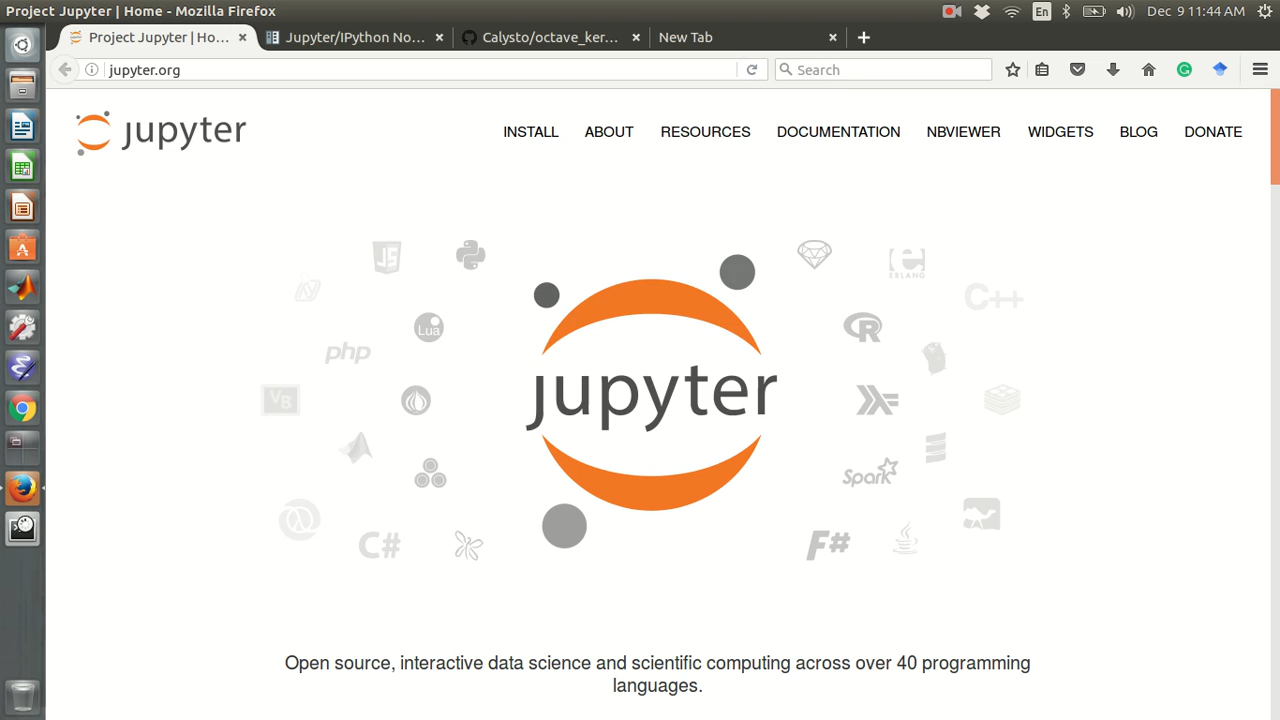 Project Jupyter | Home - Mozilla Firefox
En
Dec 9 11:44 AM
Project Jupyter | Ho...
Jupyter/IPython No...
Calysto/octave_ker...
New Tab
jupyter.org
Search
jupyter
INSTALL
ABOUT
RESOURCES
DOCUMENTATION
NBVIEWER
WIDGETS
BLOG
DONATE
JS
ERLANG
C++
Lua
R
php
jupyter
VB
Spark
C#
F#
Open source, interactive data science and scientific computing across over 40 programming
languages.